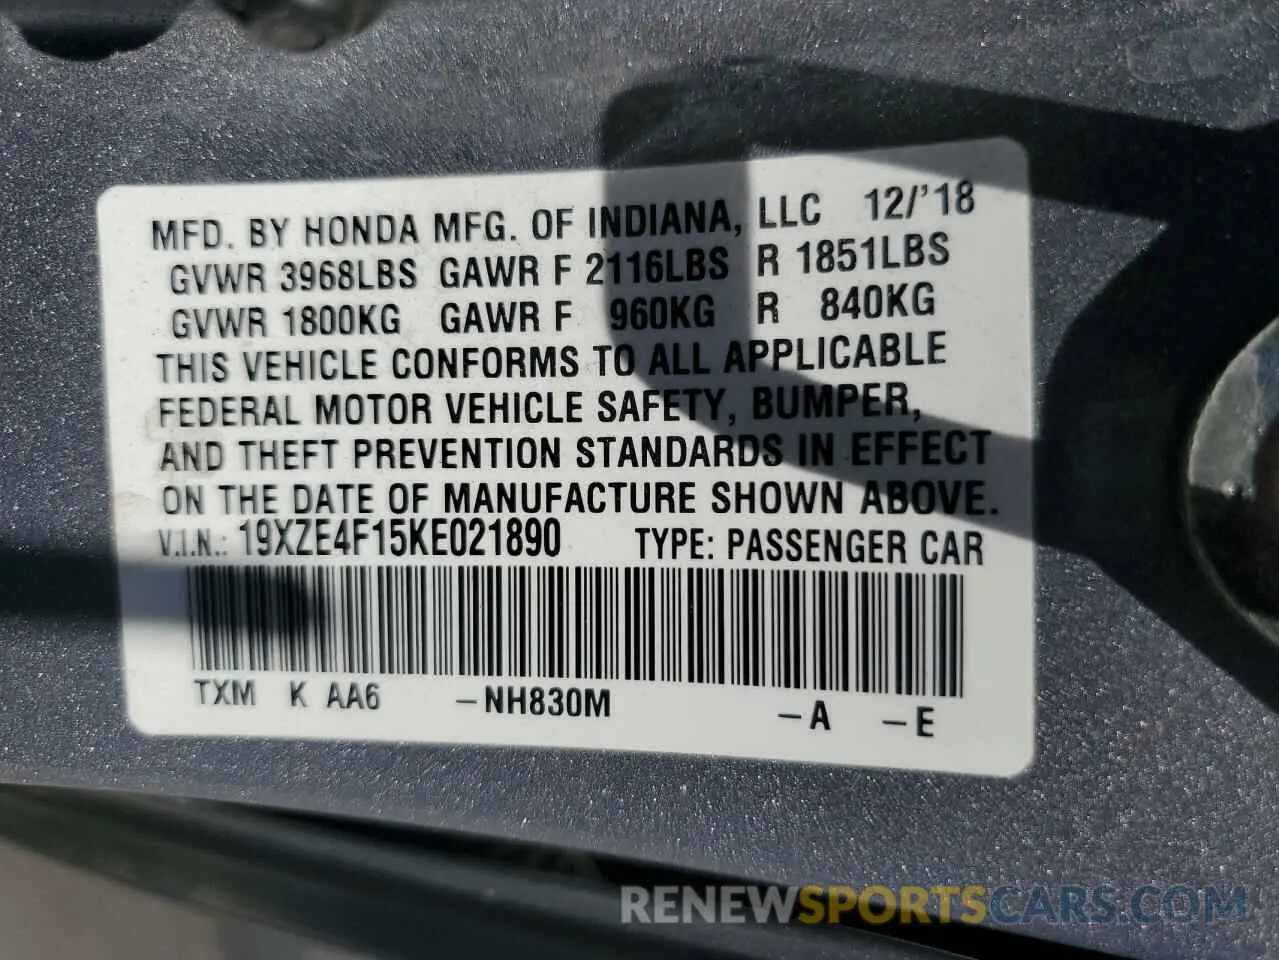 MFD. BY HONDA MFG. OF INDIANA, LLC 12/'18
GVWR 3968LBS GAWR F 2116LBS R 1851LBS
GVWR 1800KG GAWR F 960KG R 840KG
THIS VEHICLE CONFORMS TO ALL APPLICABLE
FEDERAL MOTOR VEHICLE SAFETY, BUMPER,
AND THEFT PREVENTION STANDARDS IN EFFECT
ON THE DATE OF MANUFACTURE SHOWN ABOVE.
V.I.N.: 19XZE4F15KE021890 TYPE: PASSENGER CAR
TXM K AA6 -NH830M -A -E
RENEWSPORTSCARS.COM